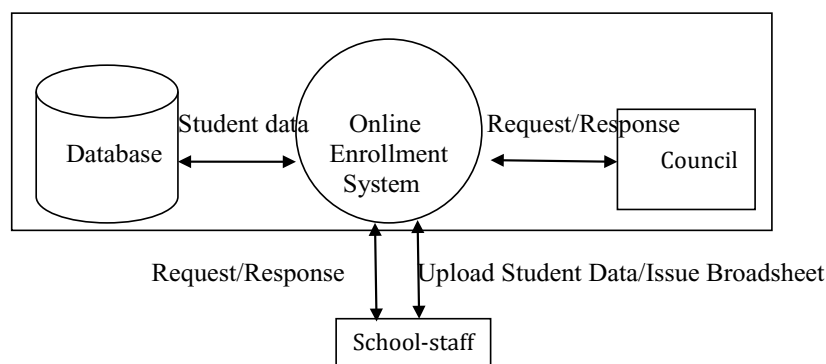 Student data
Database
Online
Enrollment
System
Request/Response
Council
Request/Response
Upload Student Data/Issue Broadsheet
School-staff